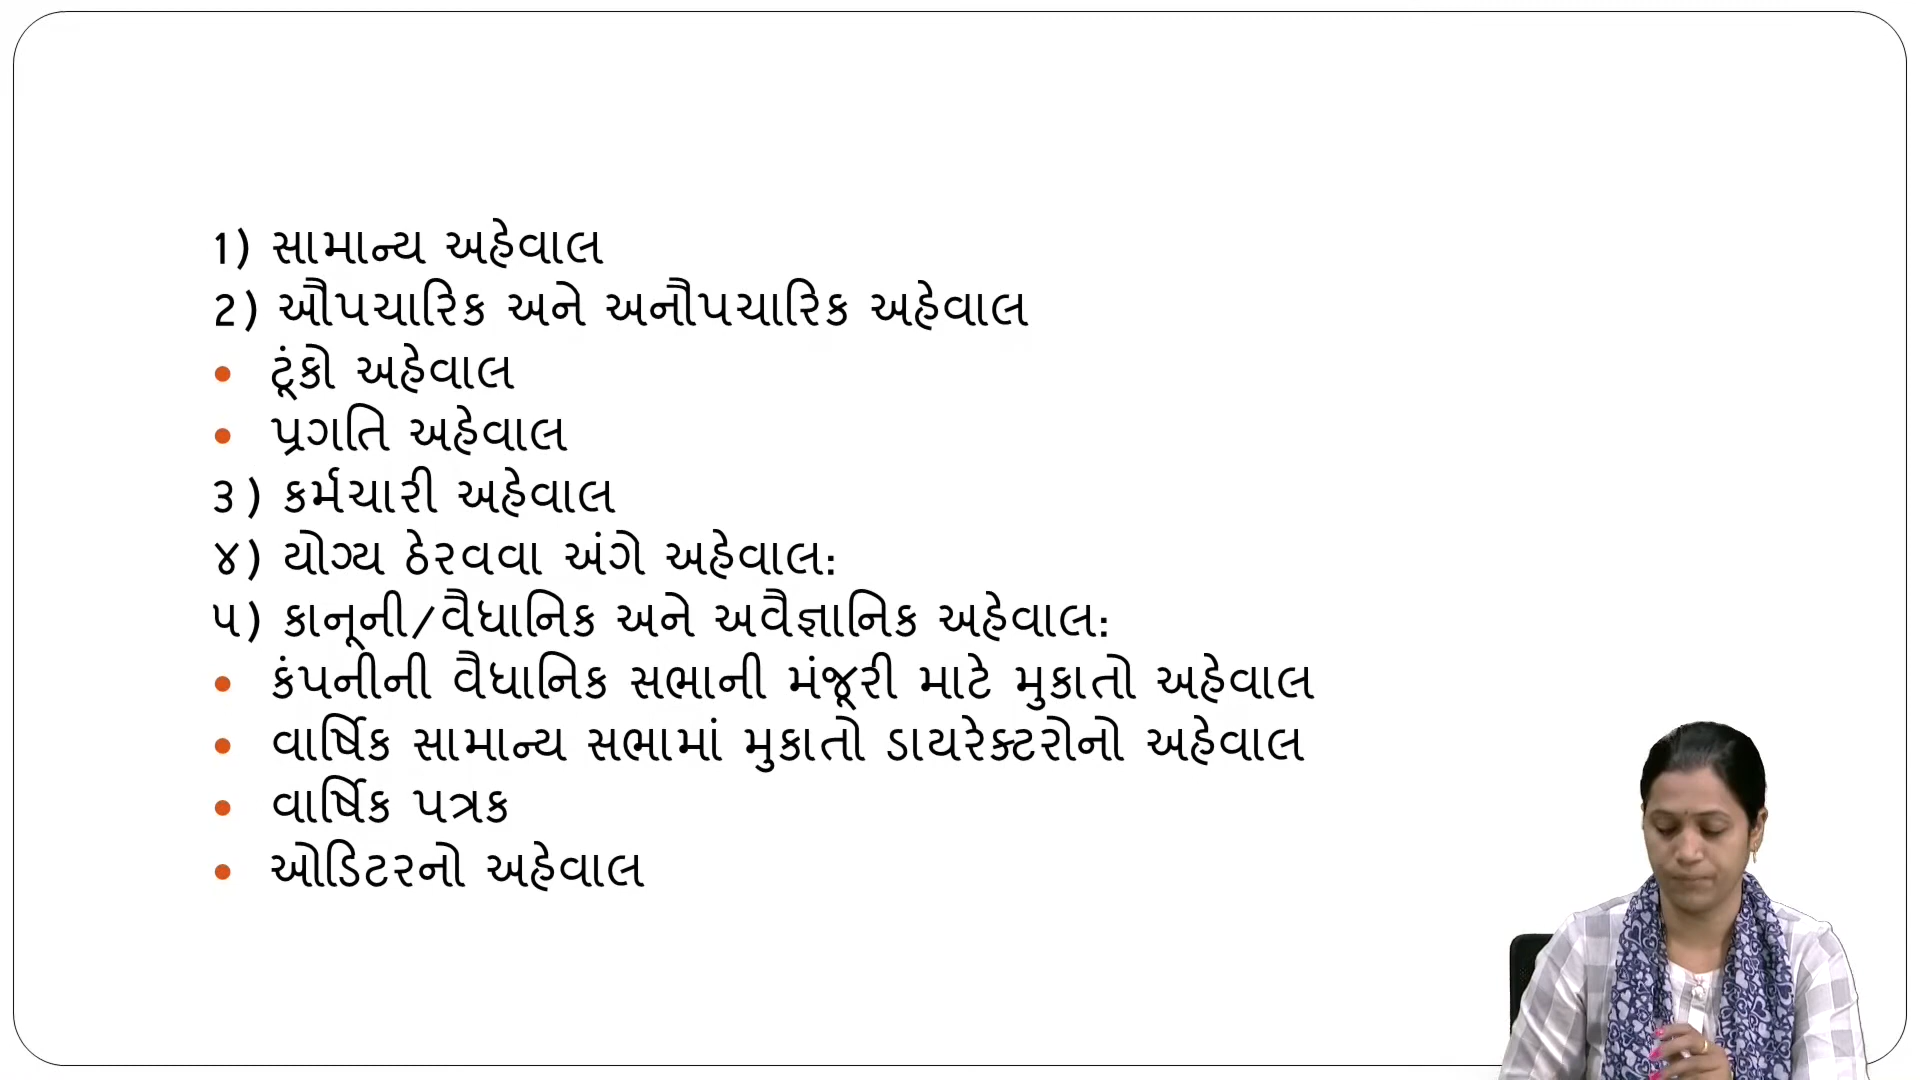 1) સામાન્ય અહેવાલ
2) ઔપચારિક અને અનૌપચારિક અહેવાલ
• ટૂંકો અહેવાલ
• પ્રગતિ અહેવાલ
૩) કર્મચારી અહેવાલ
૪) યોગ્ય ઠેરવવા અંગે અહેવાલ:
૫) કાનૂની/વૈધાનિક અને અવૈજ્ઞાનિક અહેવાલ:
• કંપનીની વૈધાનિક સભાની મંજૂરી માટે મુકાતો અહેવાલ
• વાર્ષિક સામાન્ય સભામાં મુકાતો ડાયરેક્ટરોનો અહેવાલ
• વાર્ષિક પત્રક
• ઓડિટરનો અહેવાલ